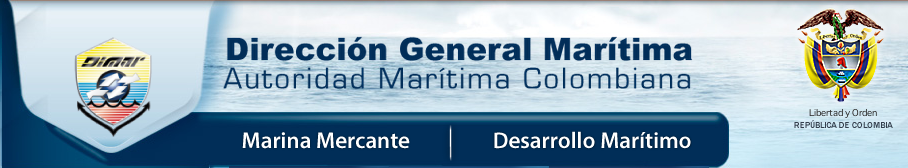 Dimar
Dirección General Marítima
Autoridad Marítima Colombiana
Libertad y Orden
REPÚBLICA DE COLOMBIA
Marina Mercante
Desarrollo Marítimo